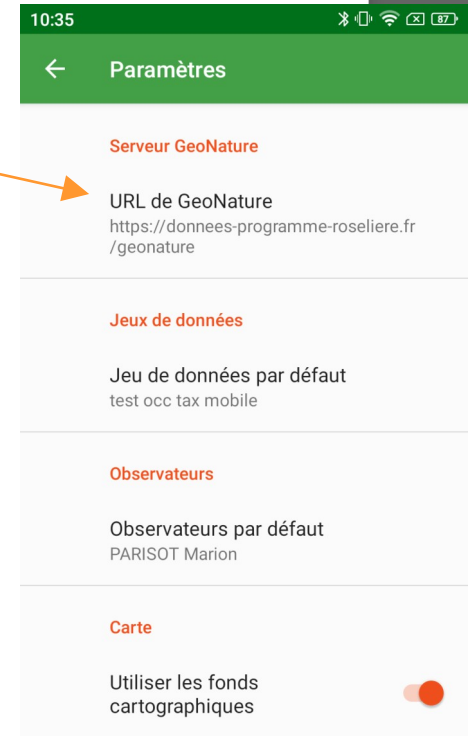 10:35
87
Paramètres
Serveur GeoNature
URL de GeoNature
https://donnees-programme-roseliere.fr
/geonature
Jeux de données
Jeu de données par défaut
test occ tax mobile
Observateurs
Observateurs par défaut
PARISOT Marion
Carte
Utiliser les fonds
cartographiques